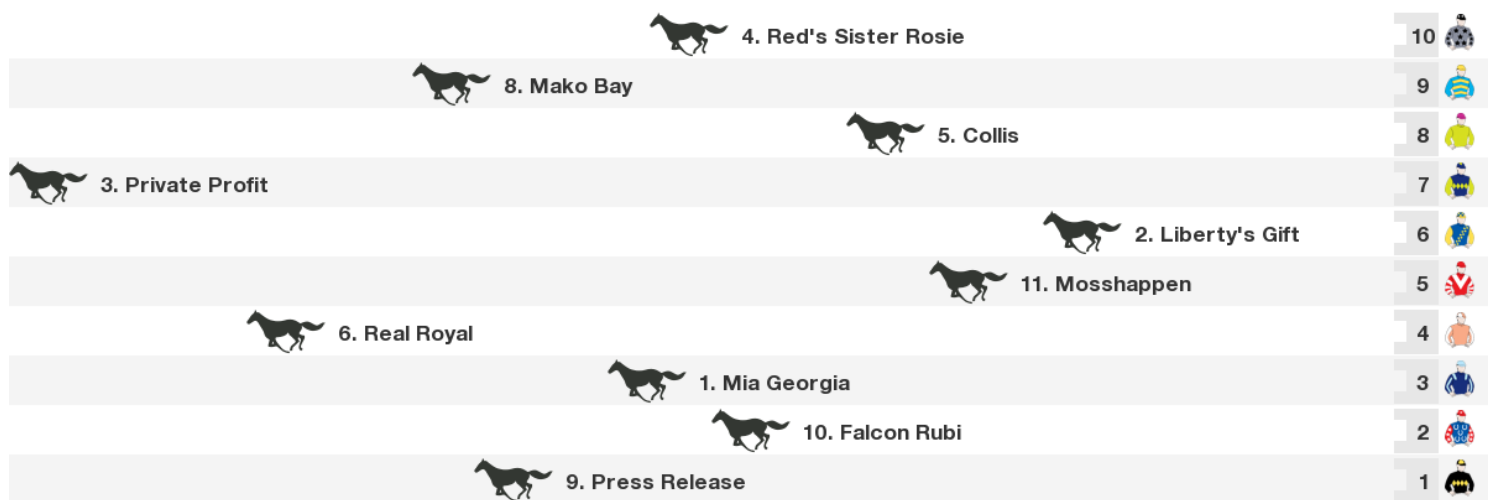 4. Red's Sister Rosie 10
8. Mako Bay 9
5. Collis 8
3. Private Profit 7
2. Liberty's Gift 6
11. Mosshappen 5
6. Real Royal 4
1. Mia Georgia 3
10. Falcon Rubi 2
9. Press Release 1